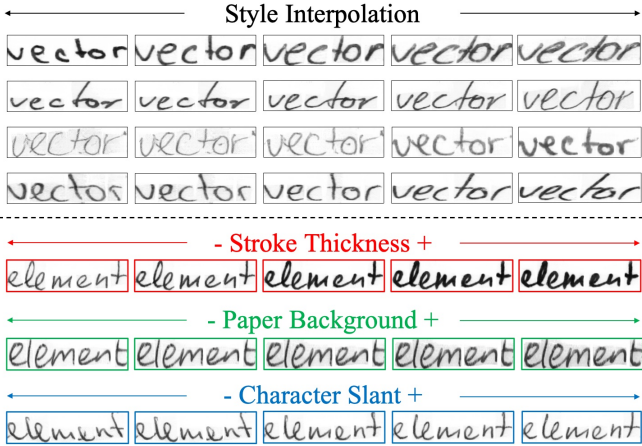 Style Interpolation
vector vector vector vector vector
vector vector vector vector vector
vector vector vector vector vector
vector vector vector vector vector
- Stroke Thickness +
element element element element element
- Paper Background +
element element element element element
- Character Slant +
element element element element element